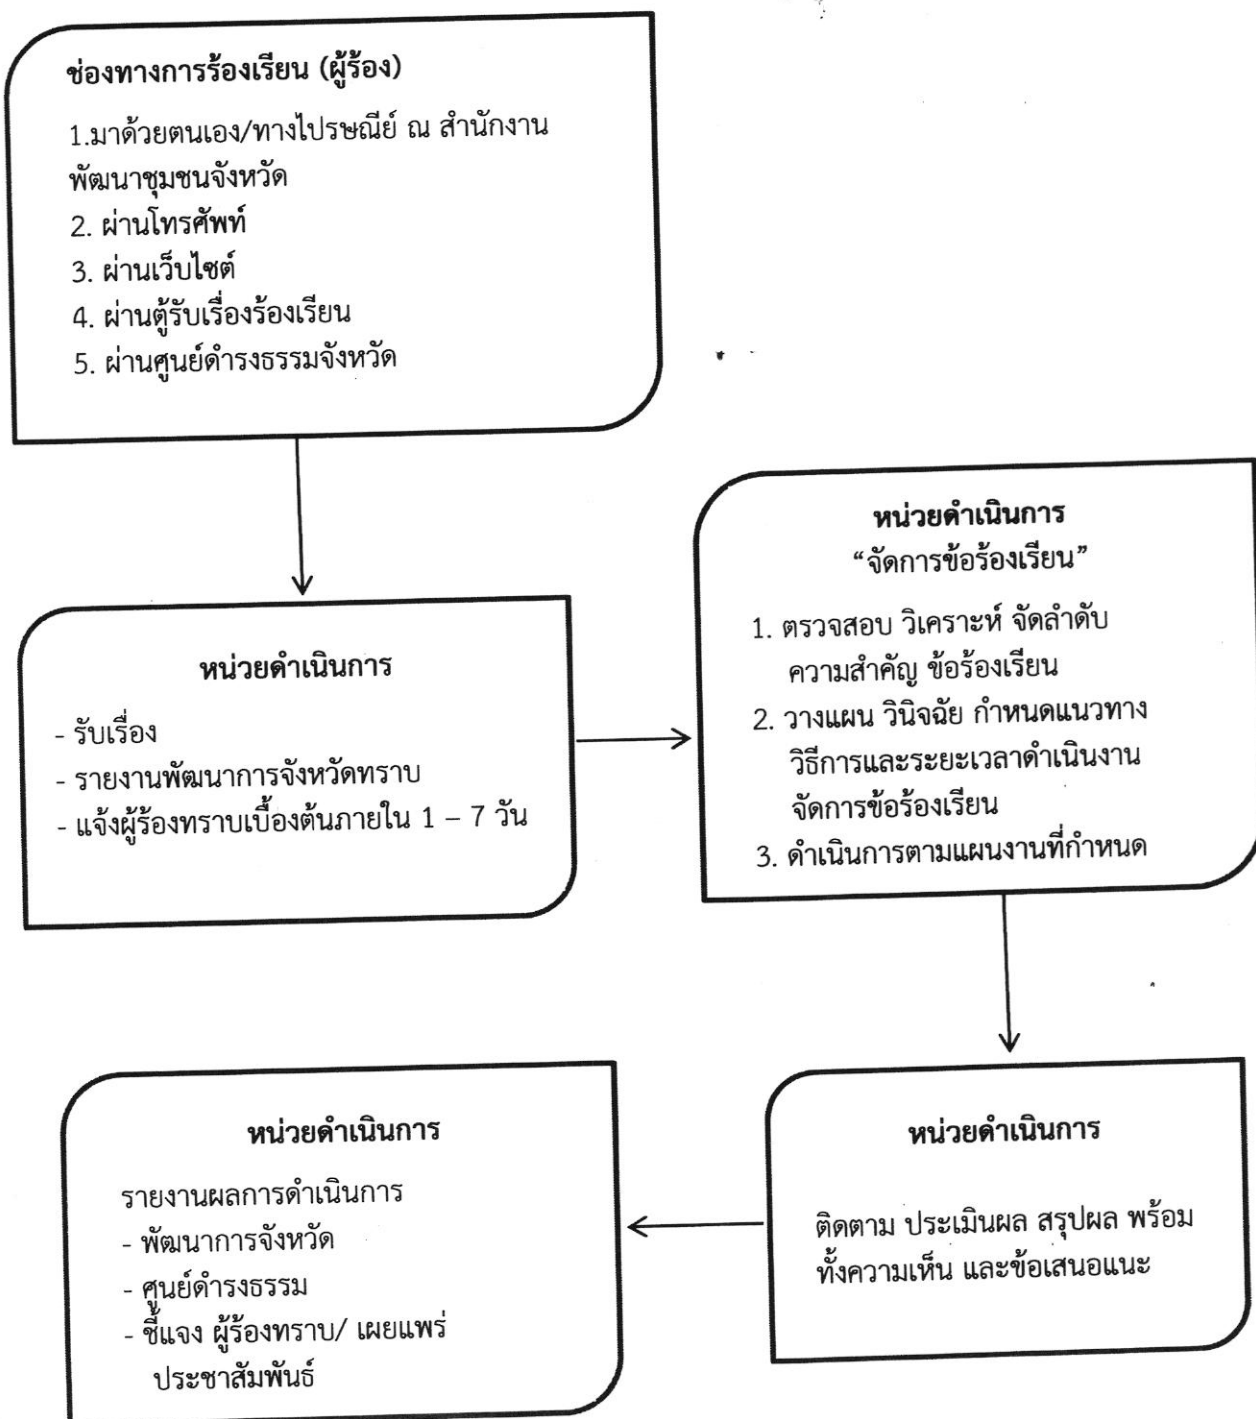 ช่องทางการร้องเรียน (ผู้ร้อง)
1.มาด้วยตนเอง/ทางไปรษณีย์ ณ สำนักงาน
พัฒนาชุมชนจังหวัด
2. ผ่านโทรศัพท์
3. ผ่านเว็บไซต์
4. ผ่านตู้รับเรื่องร้องเรียน
5. ผ่านศูนย์ดำรงธรรมจังหวัด
หน่วยดำเนินการ
- รับเรื่อง
- รายงานพัฒนาการจังหวัดทราบ
- แจ้งผู้ร้องทราบเบื้องต้นภายใน 1 – 7 วัน
หน่วยดำเนินการ
“จัดการข้อร้องเรียน”
1. ตรวจสอบ วิเคราะห์ จัดลำดับ
ความสำคัญ ข้อร้องเรียน
2. วางแผน วินิจฉัย กำหนดแนวทาง
วิธีการและระยะเวลาดำเนินงาน
จัดการข้อร้องเรียน
3. ดำเนินการตามแผนงานที่กำหนด
หน่วยดำเนินการ
ติดตาม ประเมินผล สรุปผล พร้อม
ทั้งความเห็น และข้อเสนอแนะ
หน่วยดำเนินการ
รายงานผลการดำเนินการ
- พัฒนาการจังหวัด
- ศูนย์ดำรงธรรม
- ชี้แจง ผู้ร้องทราบ/ เผยแพร่
ประชาสัมพันธ์